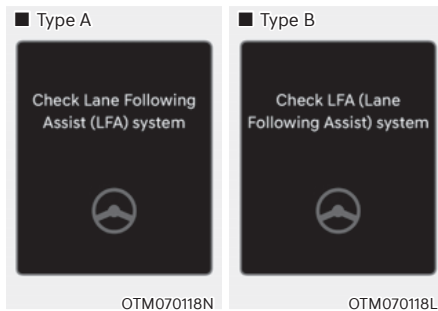 ■ Type A
Check Lane Following
Assist (LFA) system
OTM070118N
■ Type B
Check LFA (Lane
Following Assist) system
OTM070118L